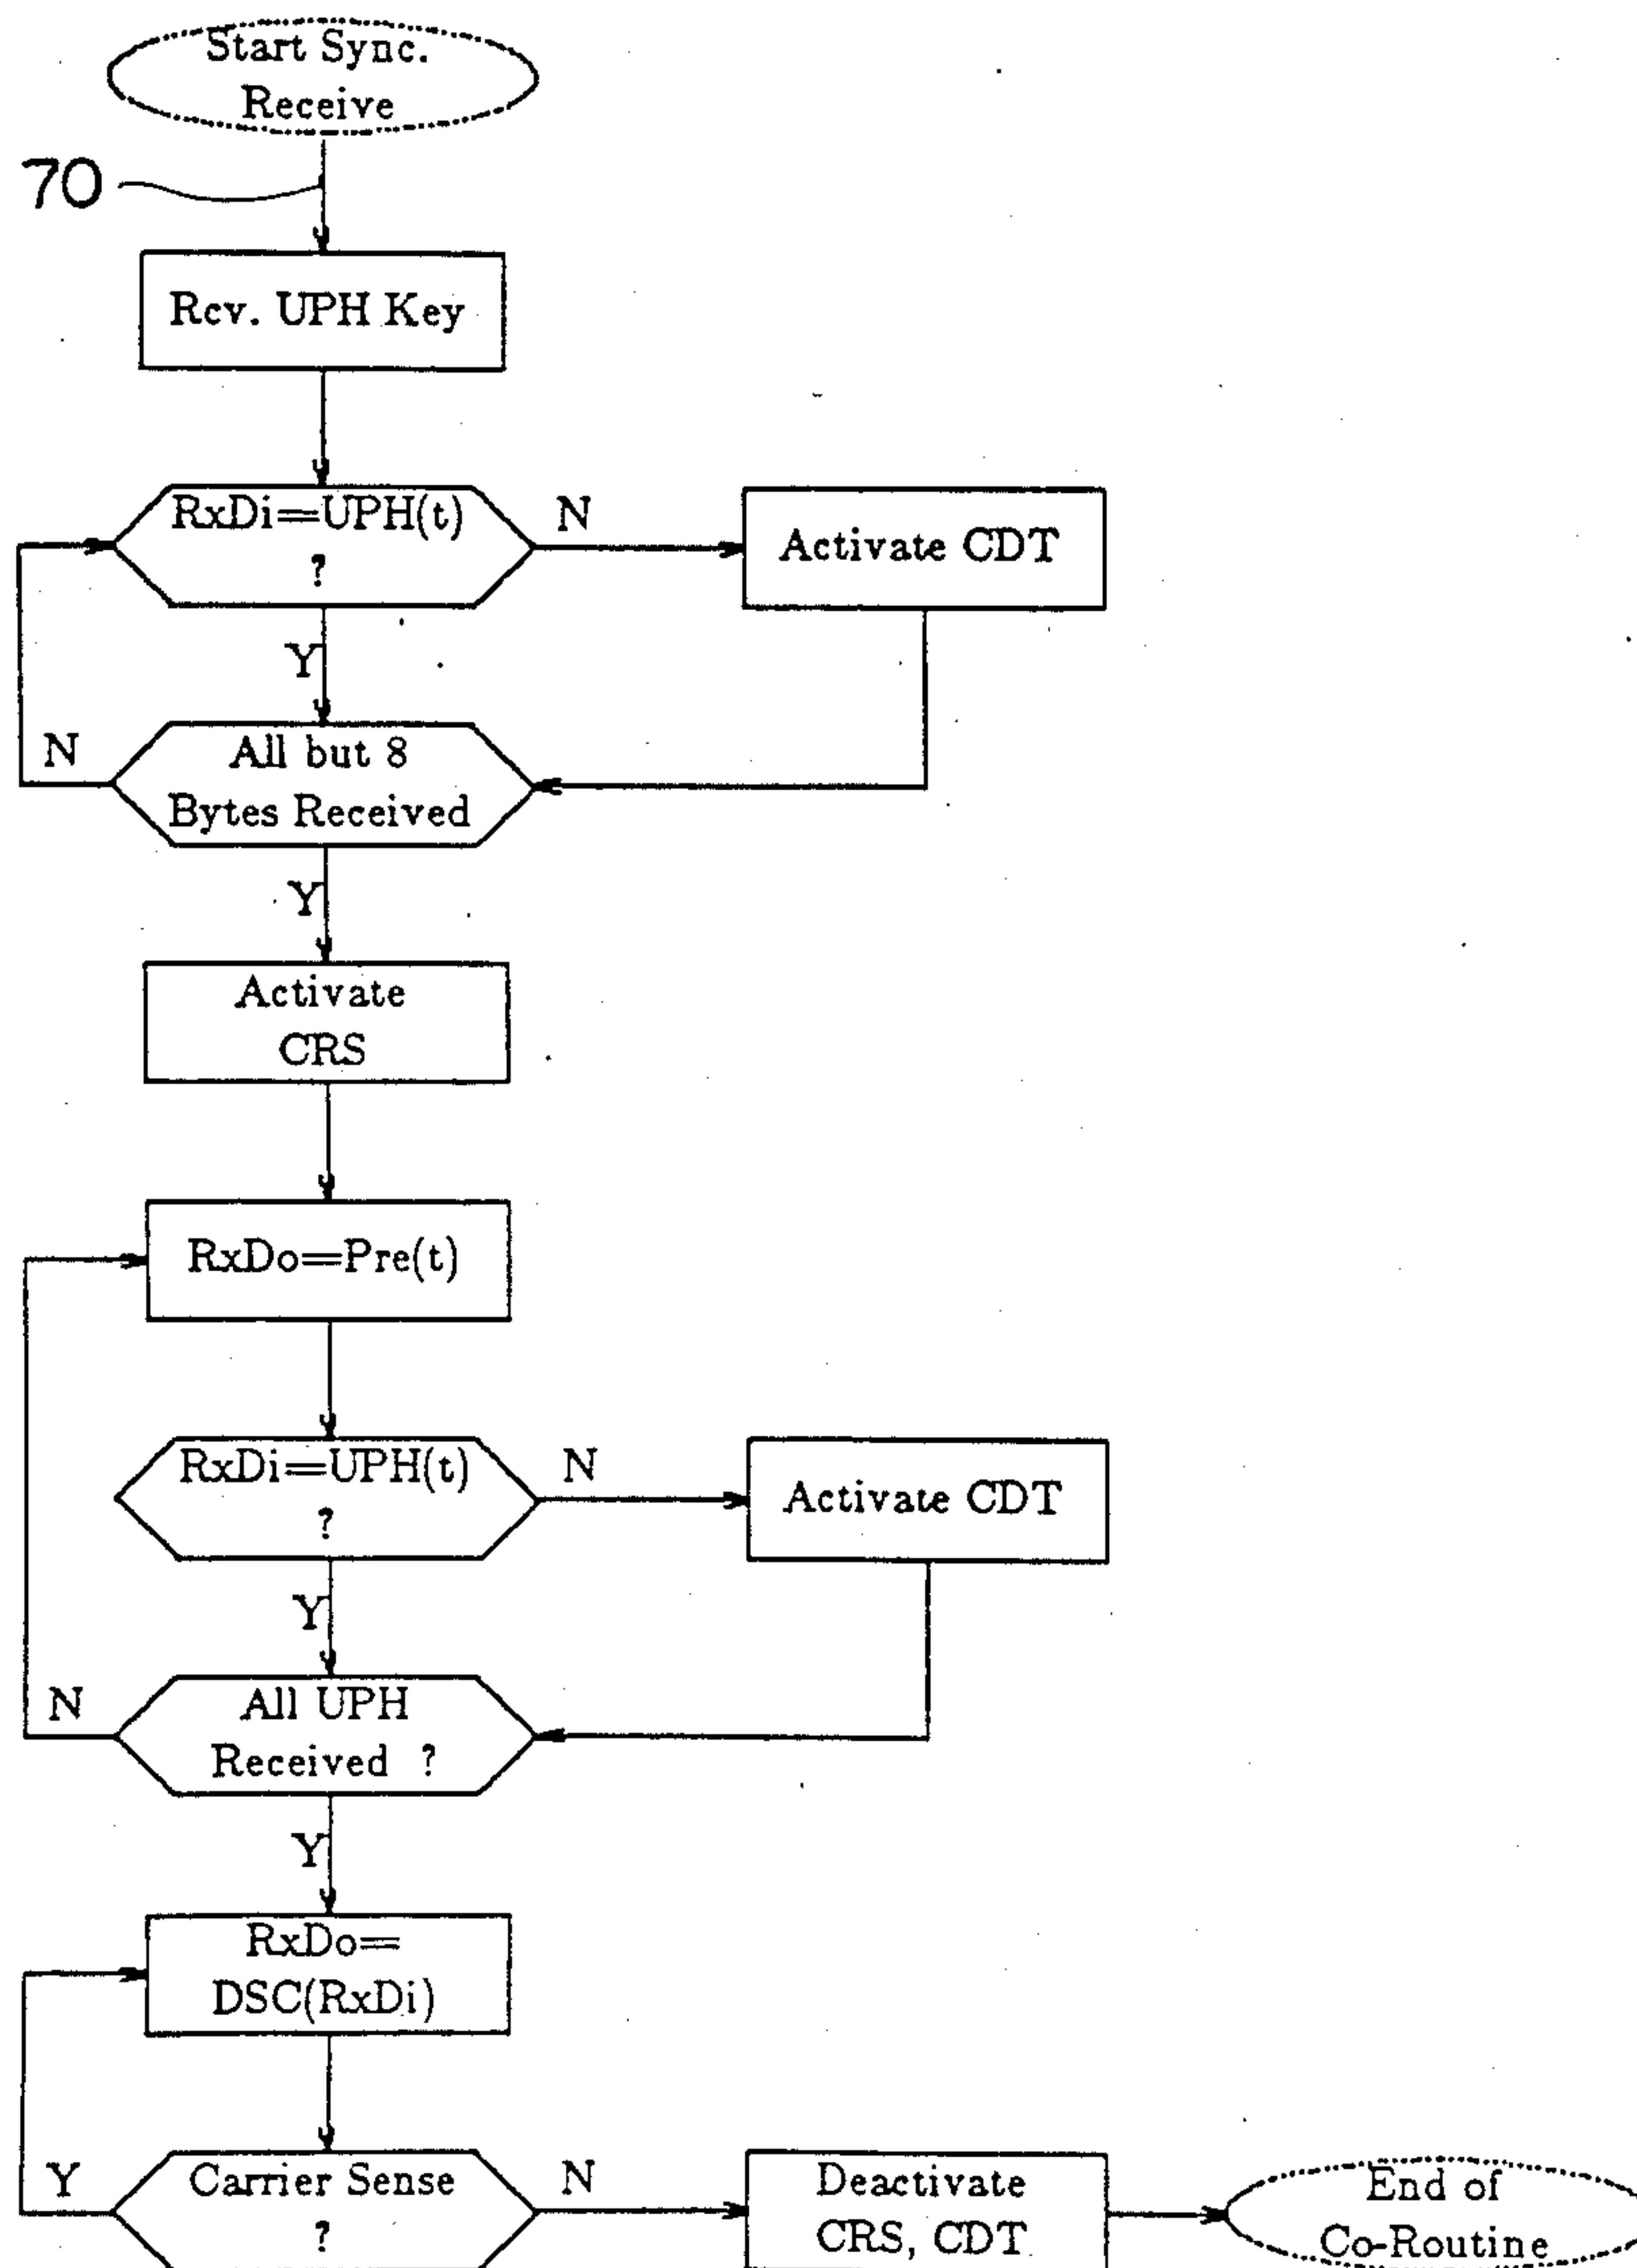 Start Sync.
Receive
70
Rcv. UPH Key
RxDi=UPH(t)
?
N
Activate CDT
Y
All but 8
Bytes Received
N
Y
Activate
CRS
RxDo=Pre(t)
RxDi=UPH(t)
?
N
Activate CDT
Y
All UPH
Received ?
N
Y
RxDo=
DSC(RxDi)
Carrier Sense
?
Y
N
Deactivate
CRS, CDT
End of
Co-Routine